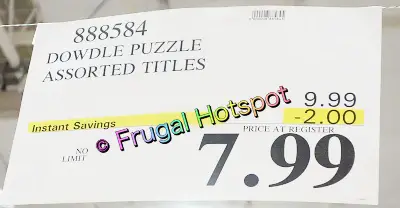 888584
DOWDLE PUZZLE
ASSORTED TITLES
9.99
Instant Savings -2.00
© Frugal Hotspot
PRICE AT REGISTER
NO
LIMIT
7.99